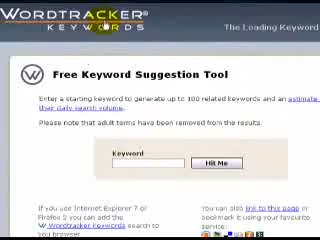 WORDTRACKER®
KEYWORDS
The Leading Keyword
Free Keyword Suggestion Tool
Enter a starting keyword to generate up to 100 related keywords and an estimate
their daily search volume.
Please note that adult terms have been removed from the results.
Keyword
Hit Me
If you use Internet Explorer 7 or
Firefox 2 you can add the
Wordtracker Keywords search to
you browser
You can also link to this page or
bookmark it using your favourite
service: